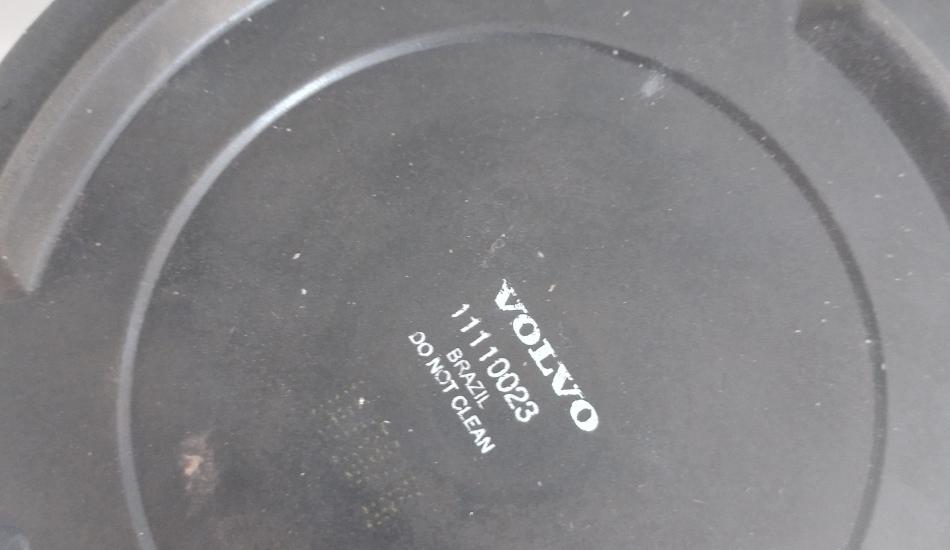 VOLVO
11110023
BRAZIL
DO NOT CLEAN